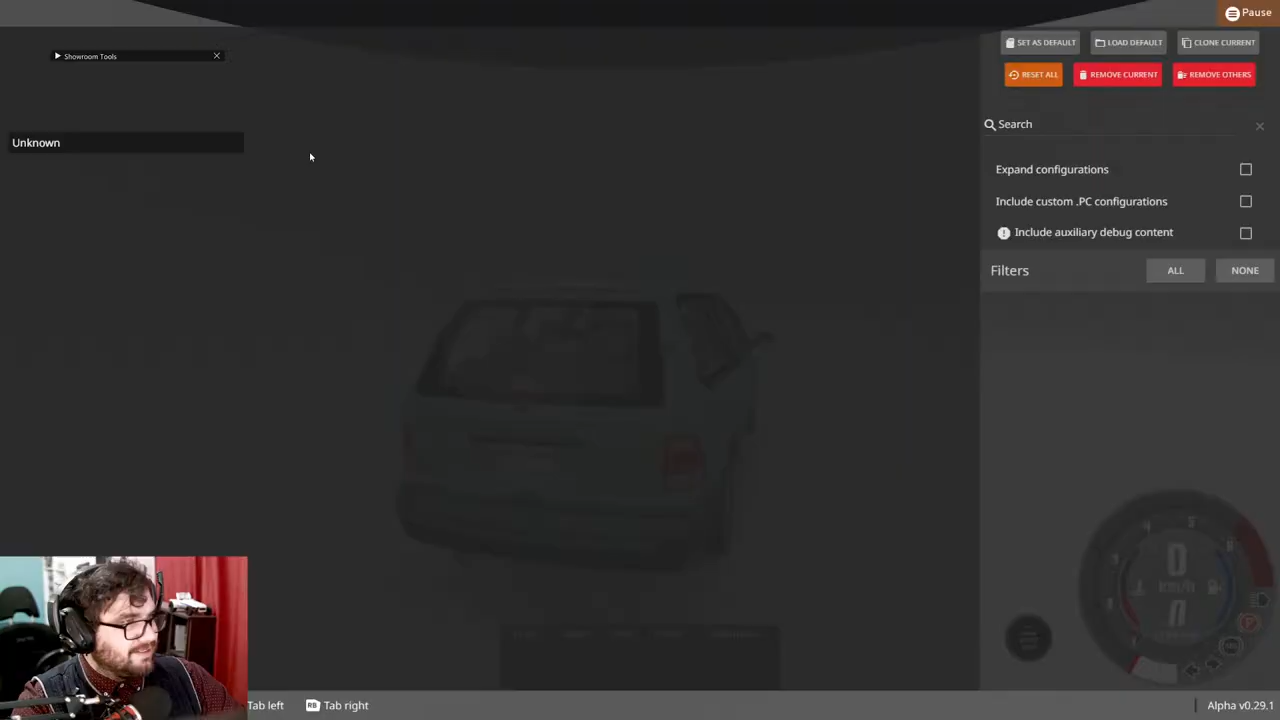 Pause
Showroom Tools
SET AS DEFAULT
LOAD DEFAULT
CLONE CURRENT
RESET ALL
REMOVE CURRENT
REMOVE OTHERS
Search
Unknown
Expand configurations
Include custom .PC configurations
Include auxiliary debug content
Filters
ALL
NONE
Tab left
RB Tab right
Alpha v0.29.1